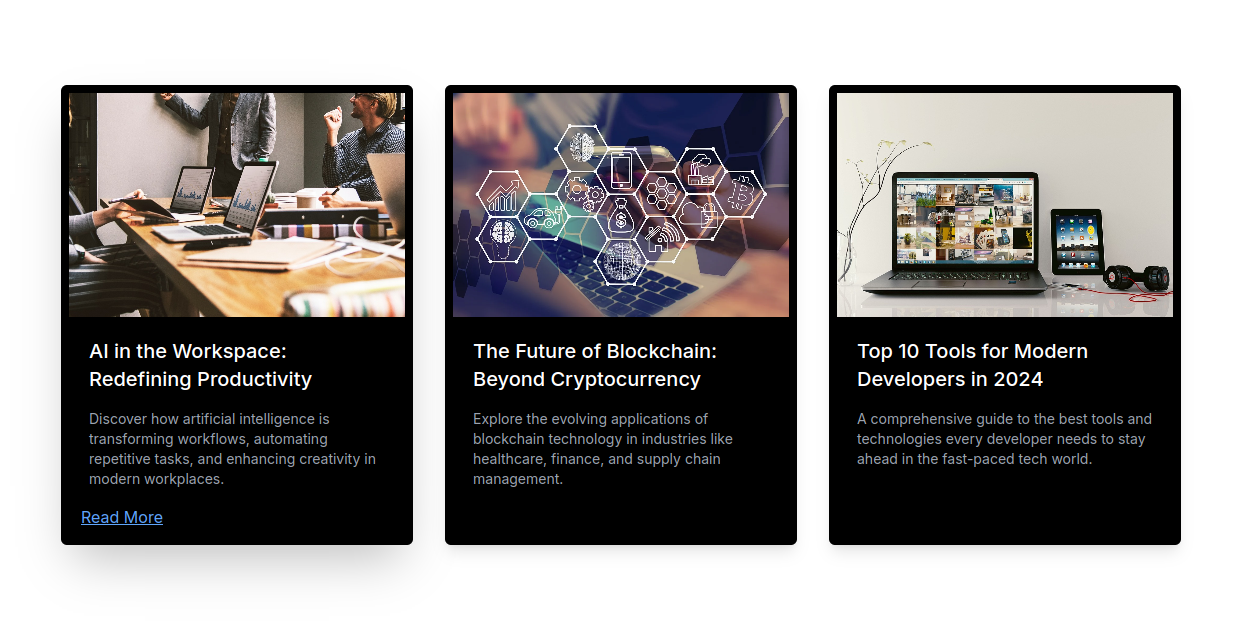 AI in the Workspace:
Redefining Productivity
Discover how artificial intelligence is
transforming workflows, automating
repetitive tasks, and enhancing creativity in
modern workplaces.
Read More
The Future of Blockchain:
Beyond Cryptocurrency
Explore the evolving applications of
blockchain technology in industries like
healthcare, finance, and supply chain
management.
Top 10 Tools for Modern
Developers in 2024
A comprehensive guide to the best tools and
technologies every developer needs to stay
ahead in the fast-paced tech world.